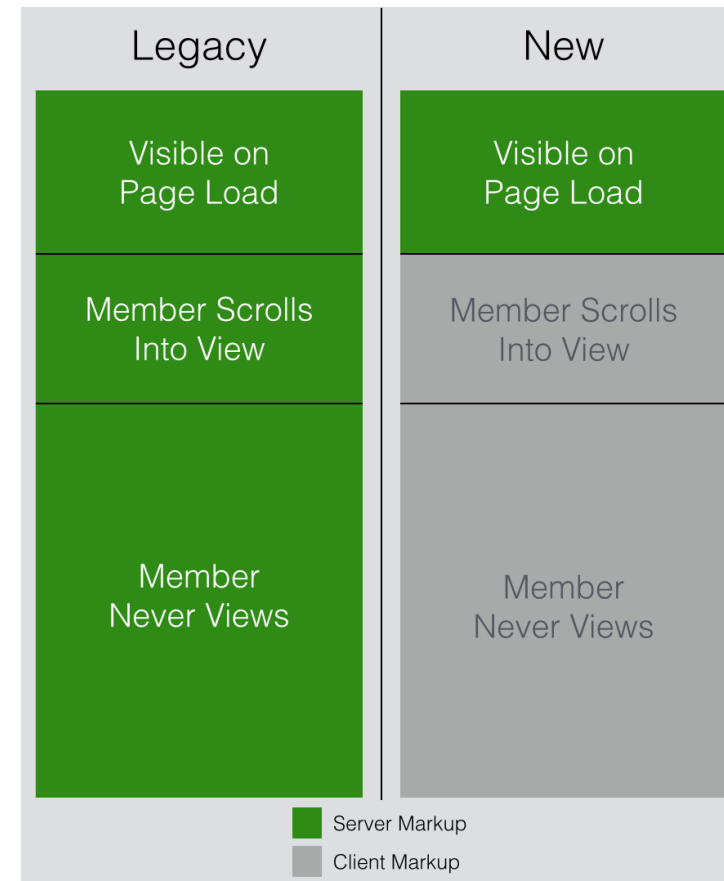 Legacy
Visible on
Page Load
Member Scrolls
Into View
Member
Never Views
New
Visible on
Page Load
Member Scrolls
Into View
Member
Never Views
Server Markup
Client Markup